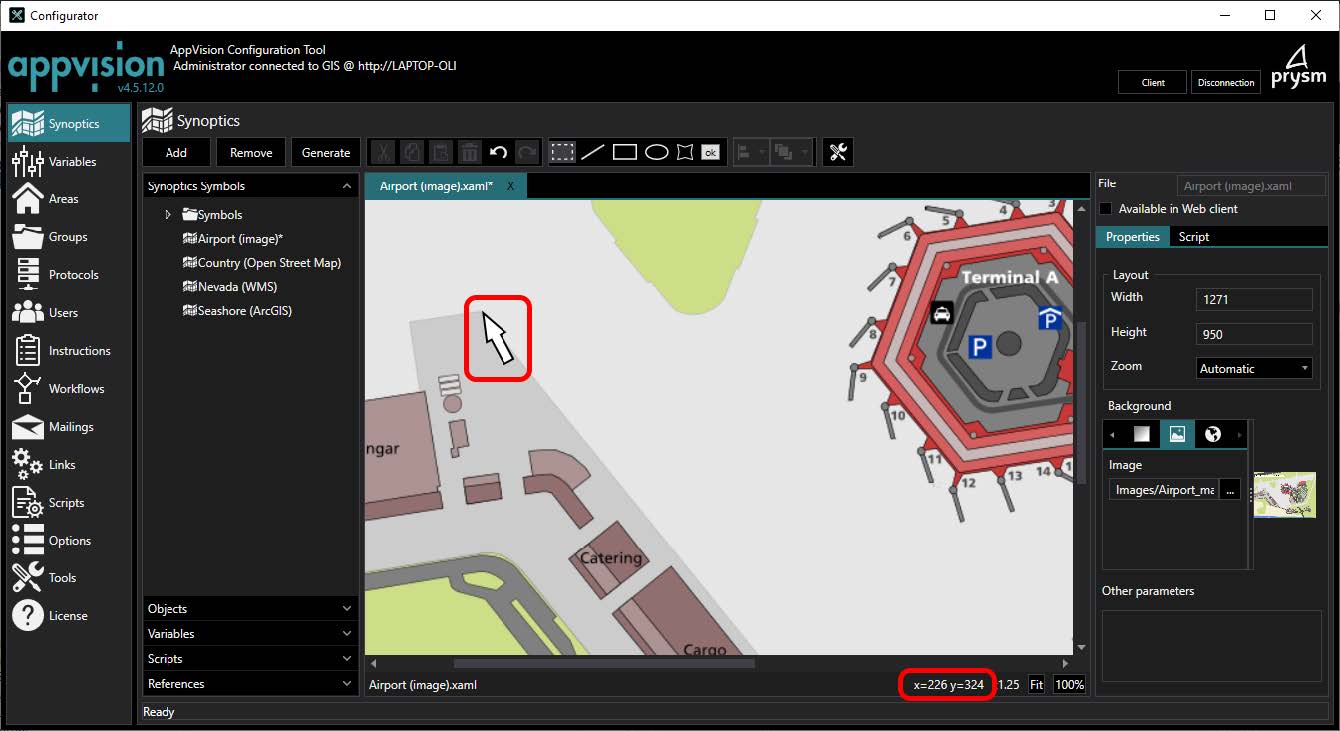 Configurator
appvision
v4.5.12.0
AppVision Configuration Tool
Administrator connected to GIS @ http://LAPTOP-OLI
Client
Disconnection
prysm
Synoptics
Variables
Areas
Groups
Protocols
Users
Instructions
Workflows
Mailings
Links
Scripts
Options
Tools
License
Synoptics
Add
Remove
Generate
ok
Synoptics Symbols
Symbols
Airport (image)*
Country (Open Street Map)
Nevada (WMS)
Seashore (ArcGIS)
Objects
Variables
Scripts
References
Airport (image).xaml* X
3
4
5
6
7
8
9
10
11
12
13
14
Terminal A
P
P
ngar
Catering
Cargo
Airport (image).xaml
x=226 y=324
1.25
Fit
100%
Ready
File
Airport (image).xaml
Available in Web client
Properties
Script
Layout
Width
1271
Height
950
Zoom
Automatic
Background
Image
Images/Airport_ma
...
Other parameters